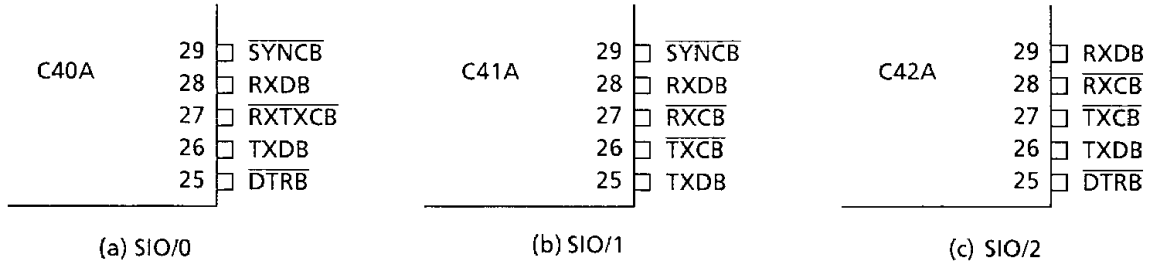 C40A
29 SYNCB
28 RXDB
27 RXTXCB
26 TXDB
25 DTRB
(a) SIO/0
C41A
29 SYNCB
28 RXDB
27 RXCB
26 TXCB
25 TXDB
(b) SIO/1
C42A
29 RXDB
28 RXCB
27 TXCB
26 TXDB
25 DTRB
(c) SIO/2